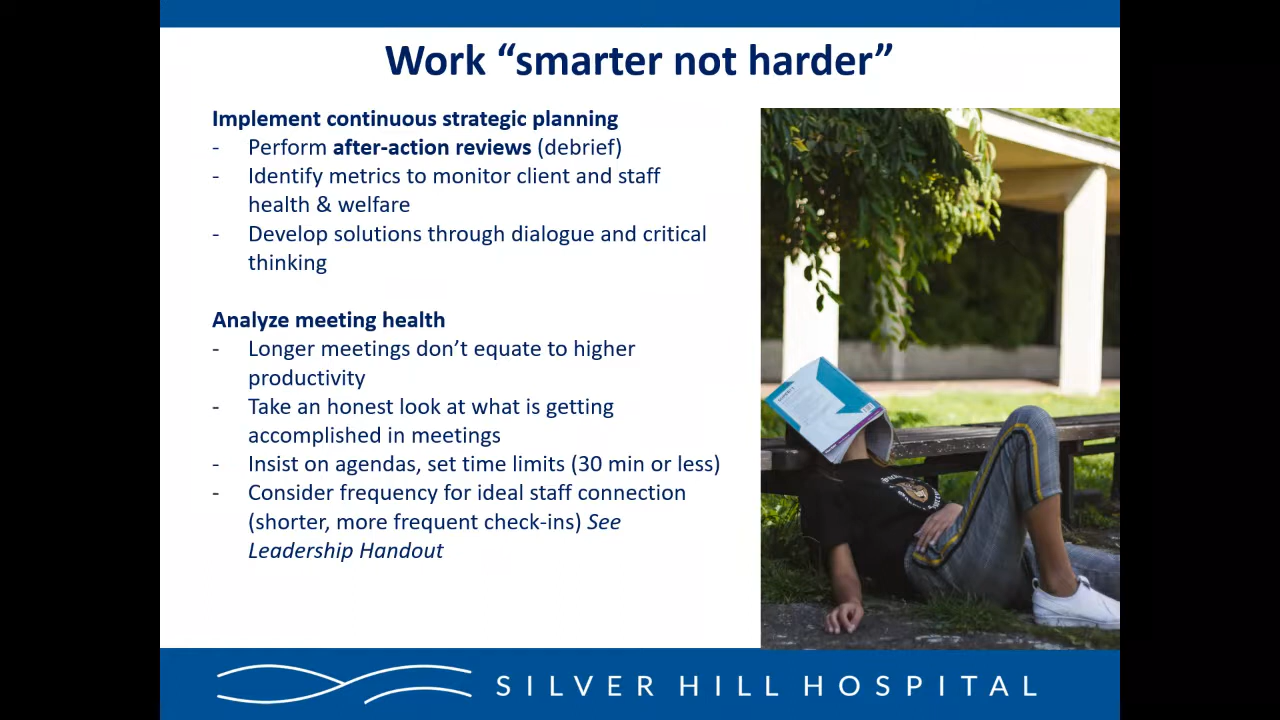 Work “smarter not harder”
Implement continuous strategic planning
- Perform after-action reviews (debrief)
- Identify metrics to monitor client and staff
health & welfare
- Develop solutions through dialogue and critical
thinking
Analyze meeting health
- Longer meetings don’t equate to higher
productivity
- Take an honest look at what is getting
accomplished in meetings
- Insist on agendas, set time limits (30 min or less)
- Consider frequency for ideal staff connection
(shorter, more frequent check-ins) See
Leadership Handout
SILVER HILL HOSPITAL